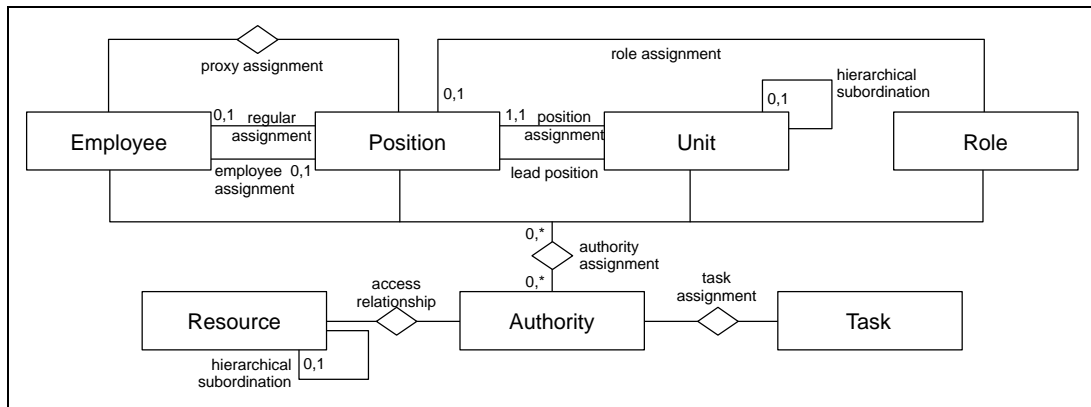 proxy assignment
role assignment
hierarchical
subordination
0,1
0,1
0,1
regular
assignment
1,1
position
assignment
Employee
Position
Unit
Role
employee
assignment
0,1
lead position
0,*
authority
assignment
0,*
access
relationship
task
assignment
Resource
Authority
Task
hierarchical
subordination
0,1